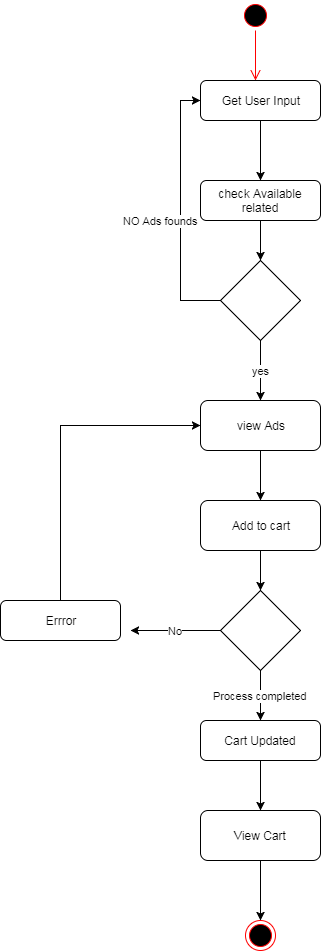 Get User Input
check Available
related
NO Ads founds
yes
view Ads
Add to cart
Errror
No
Process completed
Cart Updated
View Cart